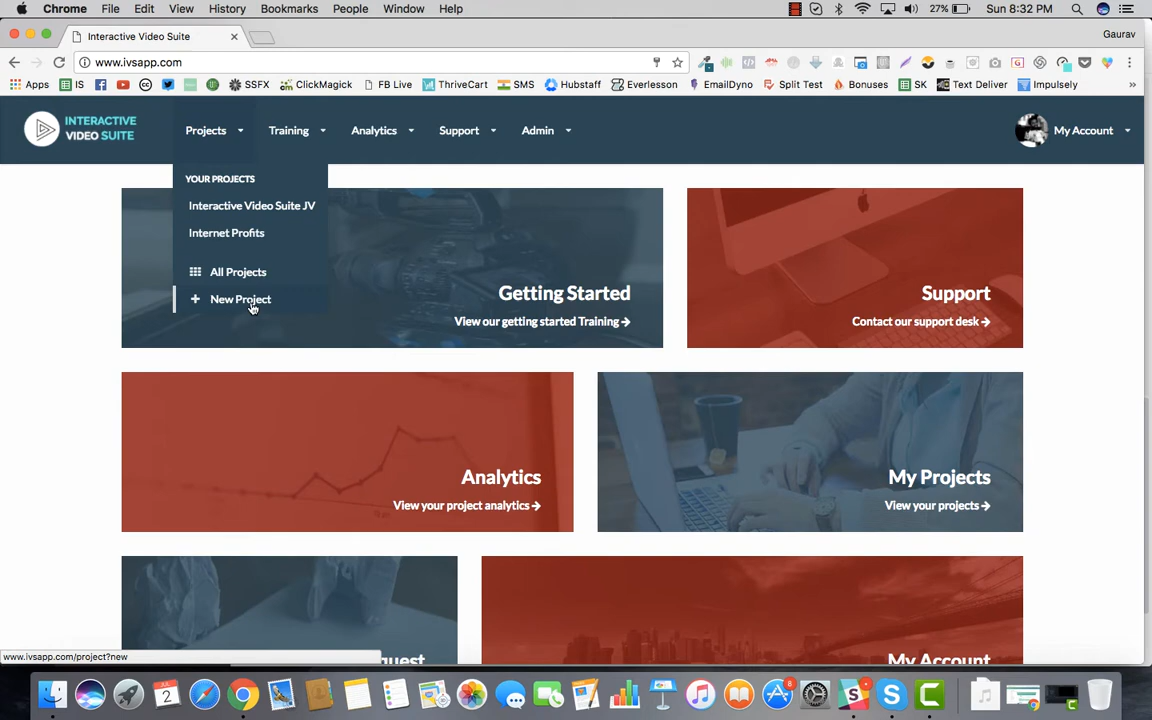 Chrome File Edit View History Bookmarks People Window Help 27% Sun 8:32 PM
Interactive Video Suite Gaurav
www.ivsapp.com
Apps IS SSFX ClickMagick FB Live ThriveCart SMS Hubstaff Everlesson EmailDyno Split Test Bonuses SK Text Deliver Impulsely »
INTERACTIVE
VIDEO SUITE
Projects Training Analytics Support Admin My Account
YOUR PROJECTS
Interactive Video Suite JV
Internet Profits
All Projects
New Project
Getting Started
View our getting started Training
Support
Contact our support desk
Analytics
View your project analytics
My Projects
View your projects
My Account
www.ivsapp.com/project?new
JUL
2
8